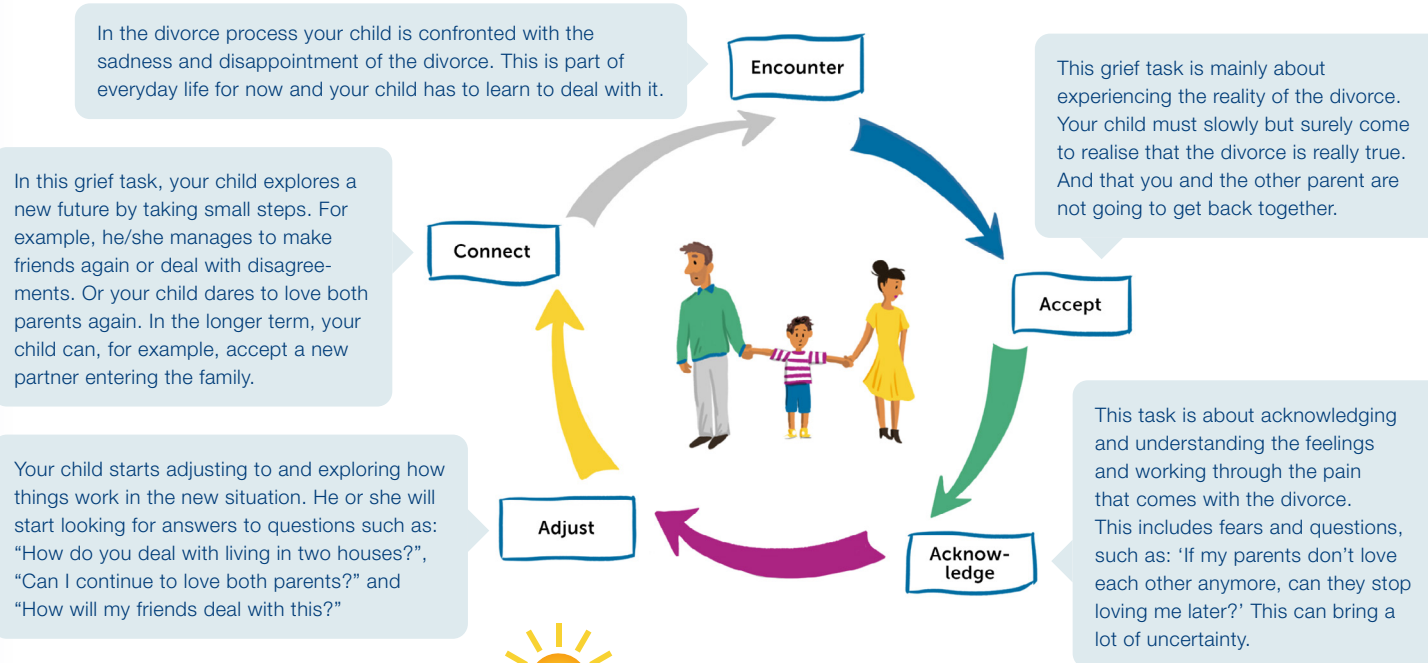 In the divorce process your child is confronted with the
sadness and disappointment of the divorce. This is part of
everyday life for now and your child has to learn to deal with it.
Encounter
This grief task is mainly about
experiencing the reality of the divorce.
Your child must slowly but surely come
to realise that the divorce is really true.
And that you and the other parent are
not going to get back together.
Accept
This task is about acknowledging
and understanding the feelings
and working through the pain
that comes with the divorce.
This includes fears and questions,
such as: ‘If my parents don’t love
each other anymore, can they stop
loving me later?’ This can bring a
lot of uncertainty.
Acknow-
ledge
Adjust
Your child starts adjusting to and exploring how
things work in the new situation. He or she will
start looking for answers to questions such as:
“How do you deal with living in two houses?”,
“Can I continue to love both parents?” and
“How will my friends deal with this?”
Connect
In this grief task, your child explores a
new future by taking small steps. For
example, he/she manages to make
friends again or deal with disagree-
ments. Or your child dares to love both
parents again. In the longer term, your
child can, for example, accept a new
partner entering the family.